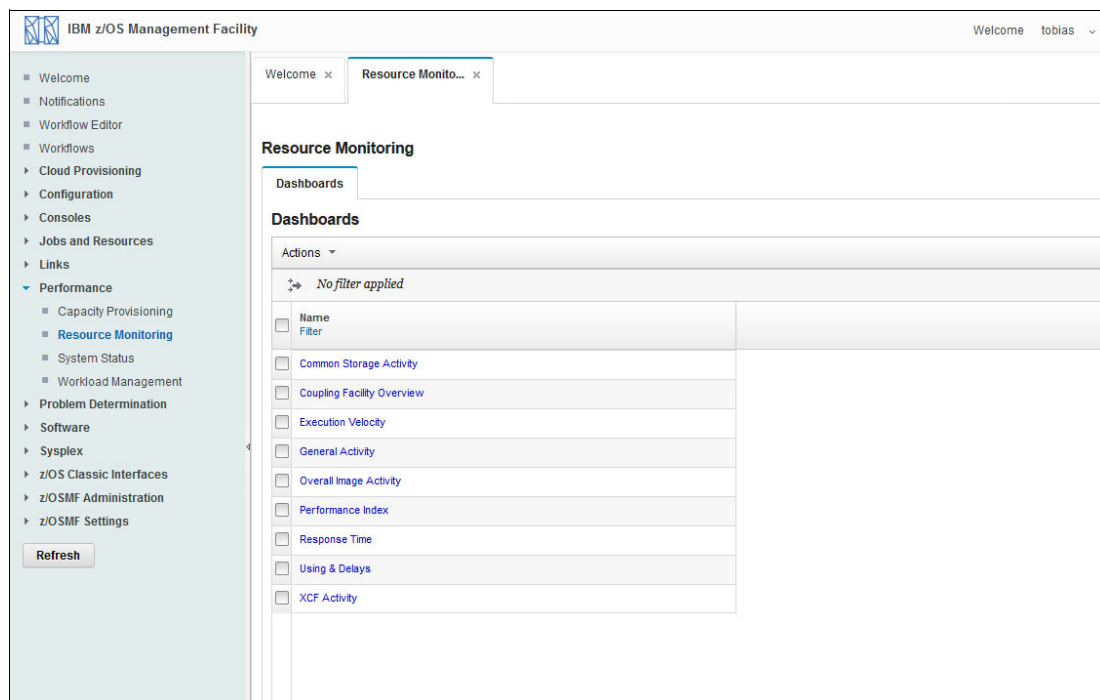 IBM z/OS Management Facility
Welcome tobias
Welcome
Notifications
Workflow Editor
Workflows
Cloud Provisioning
Configuration
Consoles
Jobs and Resources
Links
Performance
Capacity Provisioning
Resource Monitoring
System Status
Workload Management
Problem Determination
Software
Sysplex
z/OS Classic Interfaces
z/OSMF Administration
z/OSMF Settings
Refresh
Welcome
Resource Monito...
Resource Monitoring
Dashboards
Dashboards
Actions
No filter applied
Name
Filter
Common Storage Activity
Coupling Facility Overview
Execution Velocity
General Activity
Overall Image Activity
Performance Index
Response Time
Using & Delays
XCF Activity